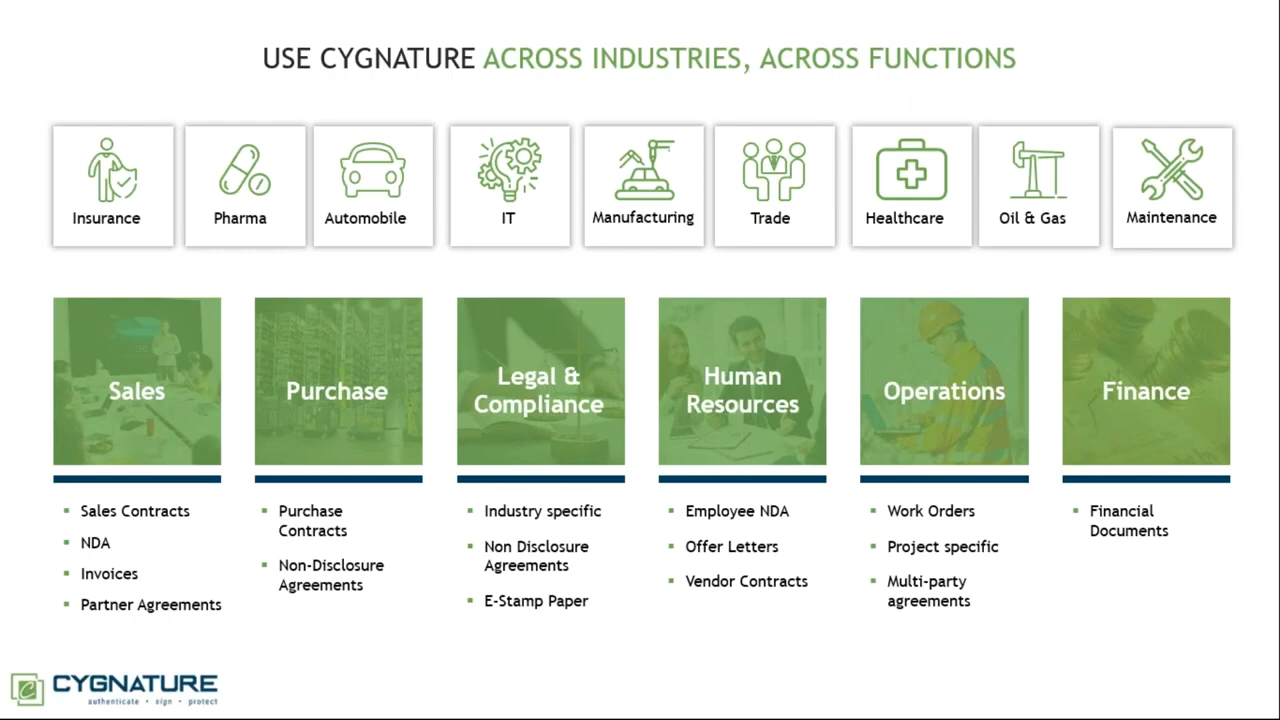 USE CYGNATURE ACROSS INDUSTRIES, ACROSS FUNCTIONS
Insurance
Pharma
Automobile
IT
Manufacturing
Trade
Healthcare
Oil & Gas
Maintenance
Sales
Sales Contracts
NDA
Invoices
Partner Agreements
Purchase
Purchase
Contracts
Non-Disclosure
Agreements
Legal &
Compliance
Industry specific
Non Disclosure
Agreements
E-Stamp Paper
Human
Resources
Employee NDA
Offer Letters
Vendor Contracts
Operations
Work Orders
Project specific
Multi-party
agreements
Finance
Financial
Documents
CYGNATURE
authenticate • sign • protect